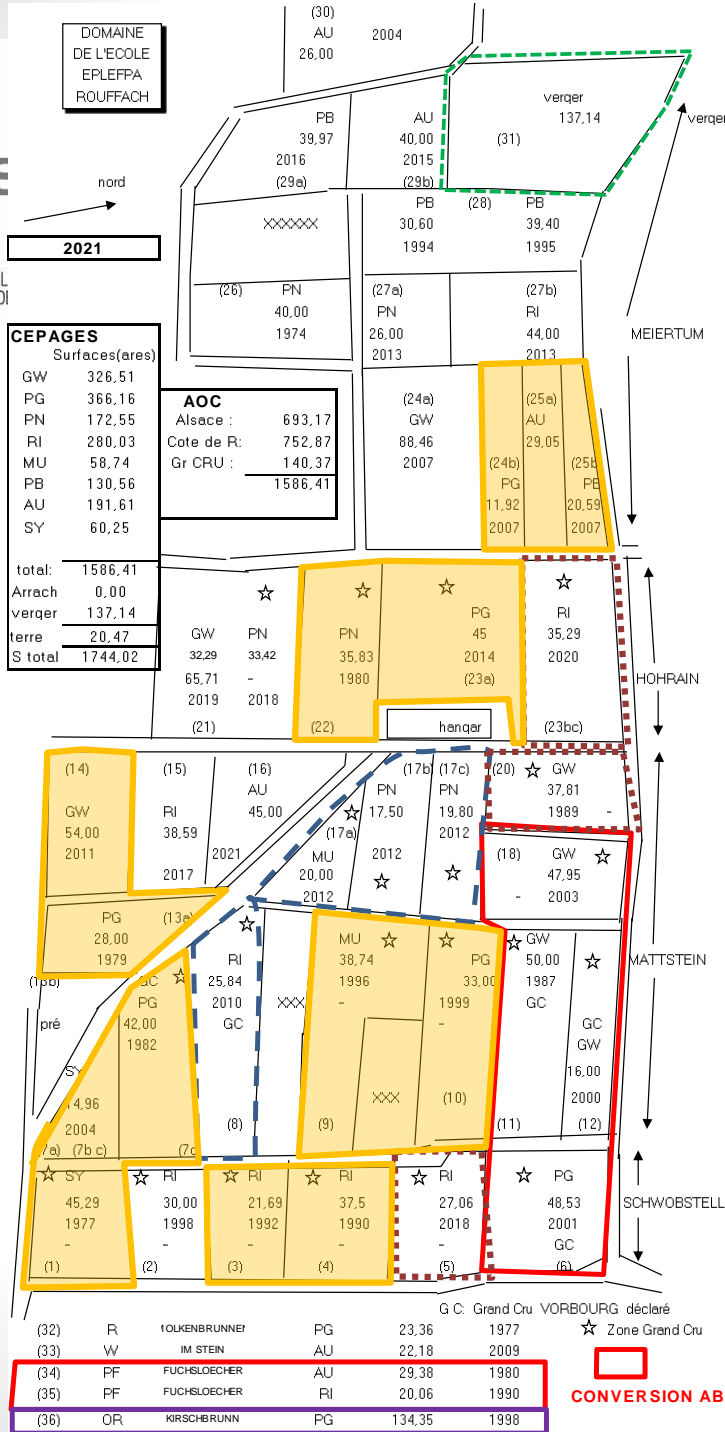 DOMAINE
DE L'ECOLE
EPLEFPA
ROUFFACH
(30)
AU 2004
26,00
verger
137,14
(31)
verger
PB AU
39,97 40,00
2016 2015
(29a) (29b)
nord
2021
XXXXXX
PB (28) PB
30,60 39,40
1994 1995
(26) PN (27a) (27b)
40,00 PN RI
1974 26,00 44,00
2013 2013
MEIERTUM
CEPAGES
Surfaces(ares)
GW 326,51
PG 366,16
PN 172,55
RI 280,03
MU 58,74
PB 130,56
AU 191,61
SY 60,25
total: 1586,41
Arrach 0,00
verger 137,14
terre 20,47
S total 1744,02
AOC
Alsace : 693,17
Cote de R: 752,87
Gr CRU : 140,37
1586,41
(24a) (25a)
GW AU
88,46 29,05
2007 (24b) (25b
PG PB
11,92 20,59
2007 2007
GW PN
32,29 33,42
65,71 -
2019 2018
(21)
PN
35,83
1980
(22)
PG
45
2014
(23a)
hangar
RI
35,29
2020
(23bc)
HOHRAIN
(14) (15) (16)
GW RI AU
54,00 38,59 45,00
2011 2017 2021
(17a)
MU
20,00
2012
(17b) (17c)
PN PN
17,50 19,80
2012 2012
(20) GW
37,81
1989 -
(18) GW
47,95
- 2003
PG (13a)
28,00
1979
(13b)
pré
GC
PG
42,00
1982
SY
14,96
2004
7a) (7b c) (7c
RI
25,84
2010
GC
(8)
XXX
MU PG
38,74 33,00
1996 1999
- -
XXX
(9) (10)
GW
50,00
1987
GC
(11)
GC
GW
16,00
2000
(12)
MATTSTEIN
SY RI RI RI RI PG
45,29 30,00 21,69 37,5 27,06 48,53
1977 1998 1992 1990 2018 2001
- - - - - GC
(1) (2) (3) (4) (5) (6)
SCHWOBSTELL
G C: Grand Cru VORBOURG déclaré
Zone Grand Cru
(32) R OLKENBRUNNE PG 23,36 1977
(33) W IM STEIN AU 22,18 2009
(34) PF FUCHSLOECHER AU 29,38 1980
(35) PF FUCHSLOECHER RI 20,06 1990
(36) OR KIRSCHBRUNN PG 134,35 1998
CONVERSION AB